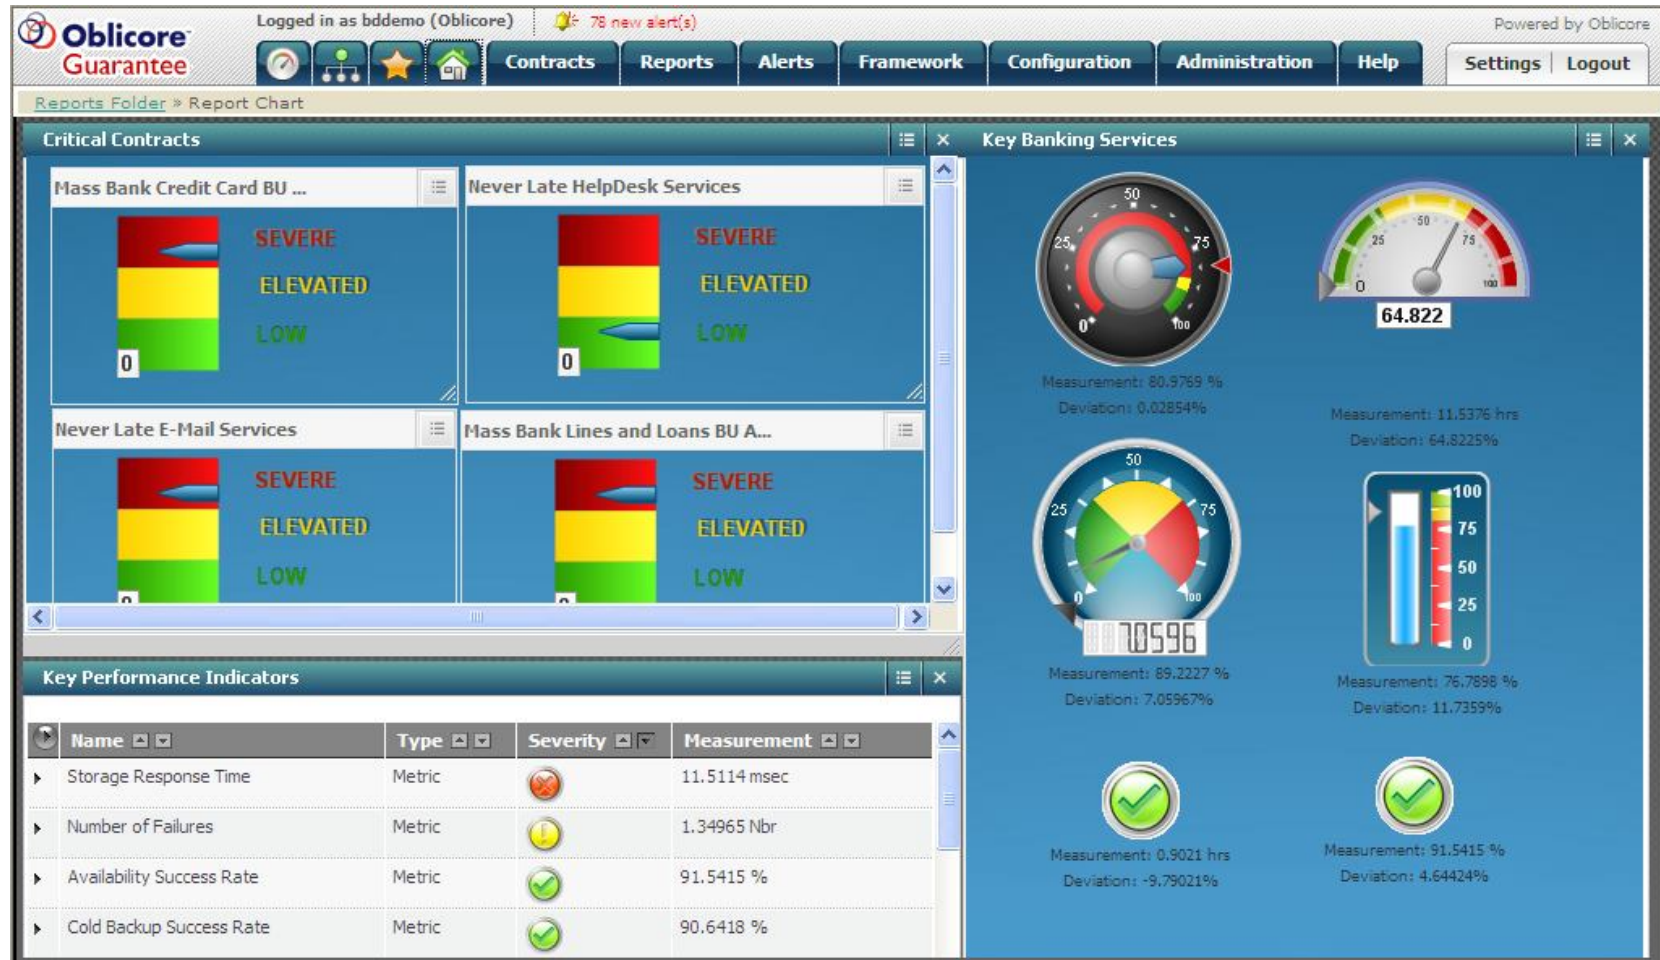 Oblicore
Guarantee
Logged in as bddemo (Oblicore)
78 new alert(s)
Powered by Oblicore
Contracts
Reports
Alerts
Framework
Configuration
Administration
Help
Settings | Logout
Reports Folder » Report Chart
Critical Contracts
Mass Bank Credit Card BU ...
SEVERE
ELEVATED
LOW
0
Never Late HelpDesk Services
SEVERE
ELEVATED
LOW
0
Never Late E-Mail Services
SEVERE
ELEVATED
LOW
Mass Bank Lines and Loans BU A...
SEVERE
ELEVATED
LOW
Key Performance Indicators
Name Type Severity Measurement
Storage Response Time Metric 11.5114 msec
Number of Failures Metric 1.34965 Nbr
Availability Success Rate Metric 91.5415 %
Cold Backup Success Rate Metric 90.6418 %
Key Banking Services
0 25 50 75 100
Measurement: 80.9769 %
Deviation: 0.02854%
0 25 50 75 100
64.822
Measurement: 11.5376 hrs
Deviation: 64.8225%
0 25 50 75 100
7.0596
Measurement: 89.2227 %
Deviation: 7.05967%
100
75
50
25
0
Measurement: 76.7898 %
Deviation: 11.7359%
Measurement: 0.9021 hrs
Deviation: -9.79021%
Measurement: 91.5415 %
Deviation: 4.64424%